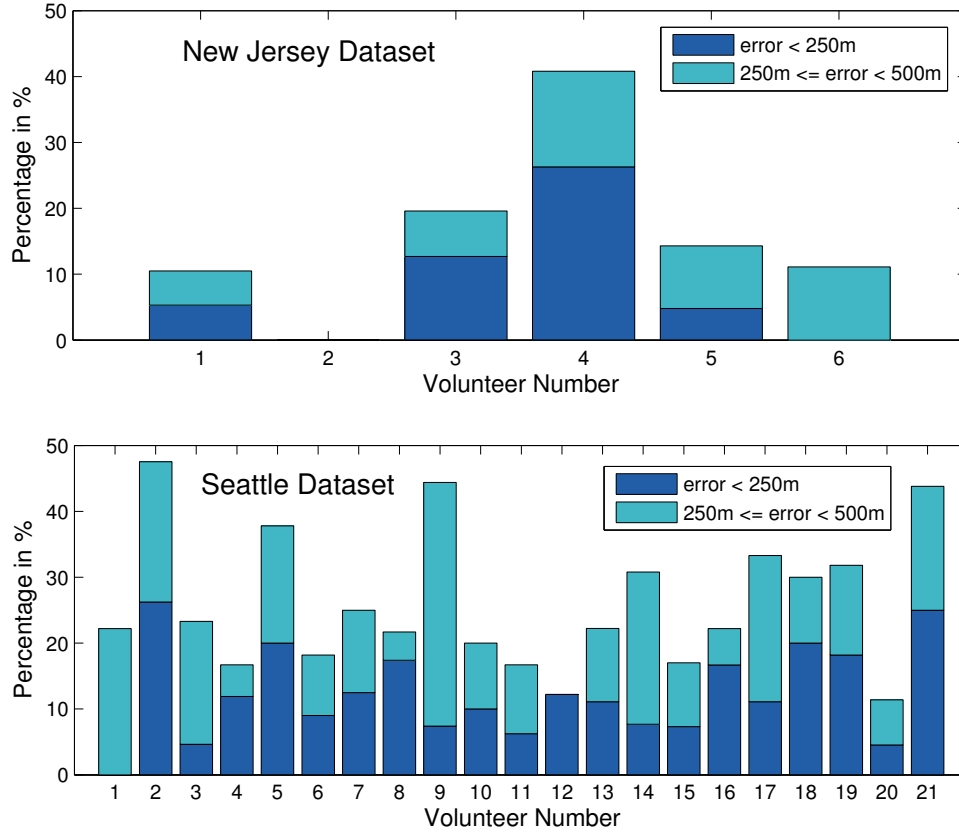 50
40
30
20
10
0
Percentage in %
New Jersey Dataset
error < 250m
250m <= error < 500m
1 2 3 4 5 6
Volunteer Number
50
40
30
20
10
0
Percentage in %
Seattle Dataset
error < 250m
250m <= error < 500m
1 2 3 4 5 6 7 8 9 10 11 12 13 14 15 16 17 18 19 20 21
Volunteer Number